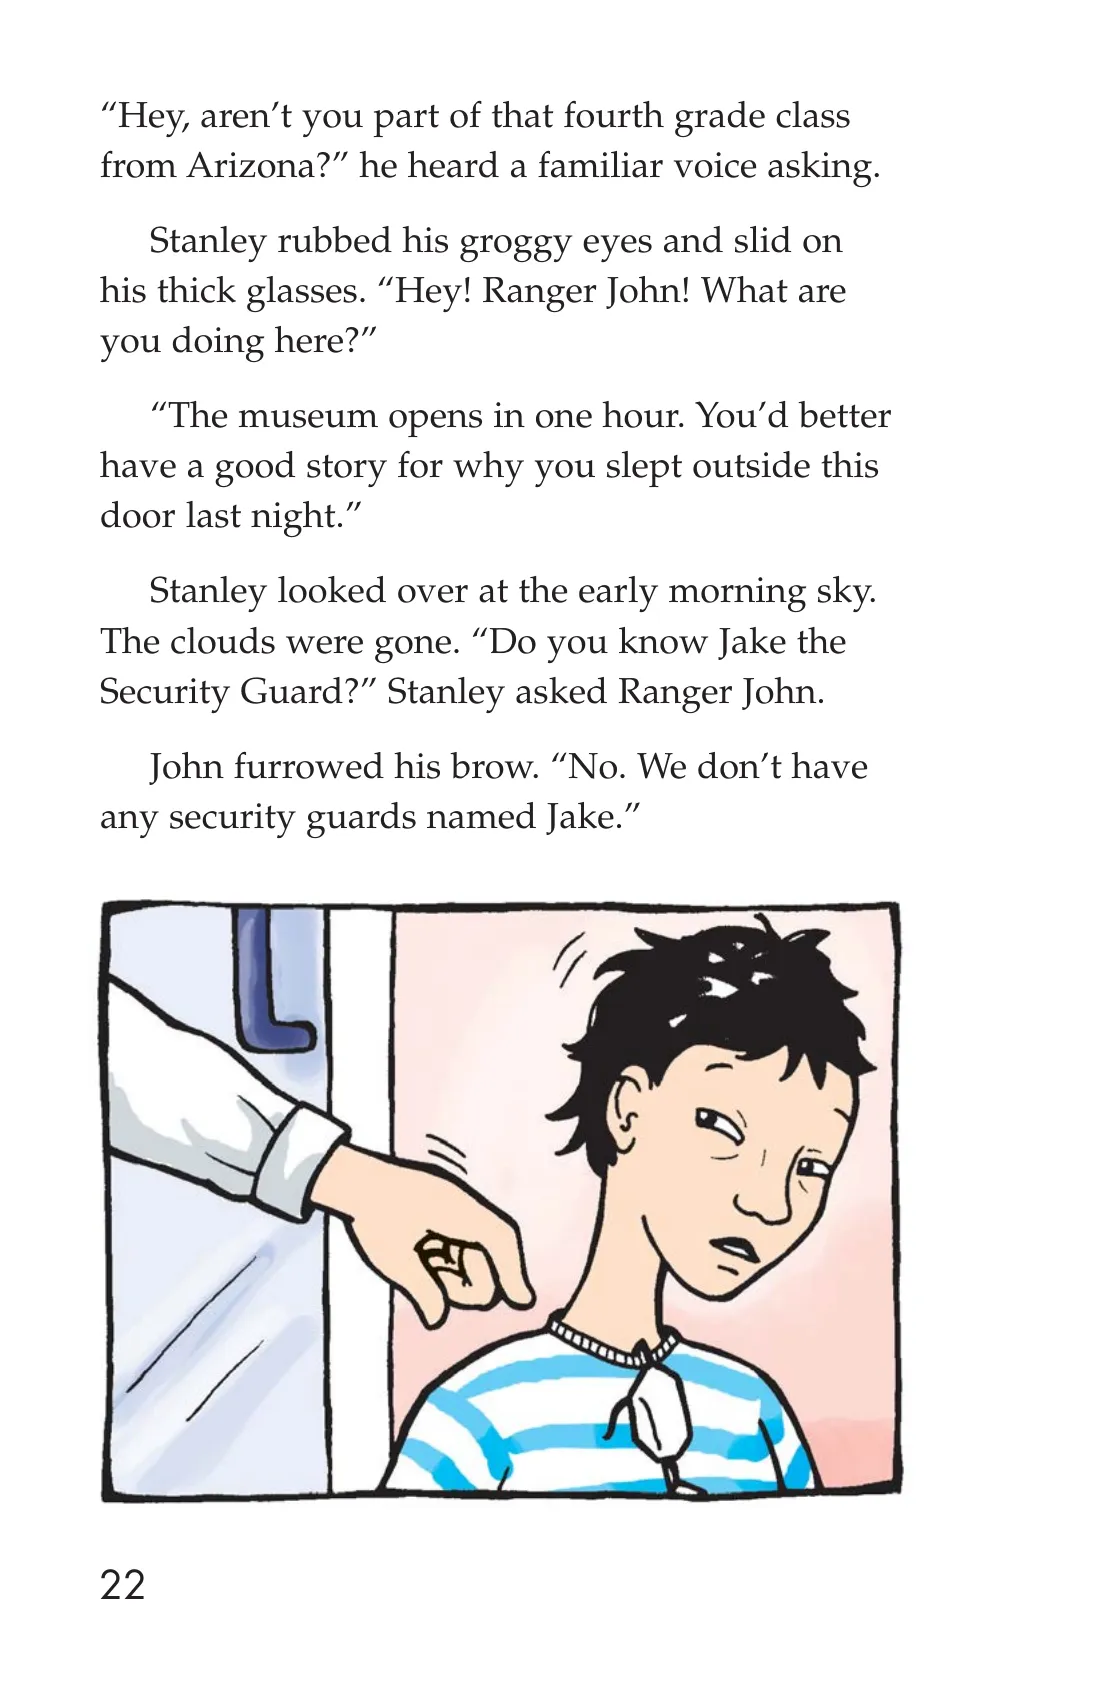 “Hey, aren’t you part of that fourth grade class
from Arizona?” he heard a familiar voice asking.
Stanley rubbed his groggy eyes and slid on
his thick glasses. “Hey! Ranger John! What are
you doing here?”
“The museum opens in one hour. You’d better
have a good story for why you slept outside this
door last night.”
Stanley looked over at the early morning sky.
The clouds were gone. “Do you know Jake the
Security Guard?” Stanley asked Ranger John.
John furrowed his brow. “No. We don’t have
any security guards named Jake.”
22